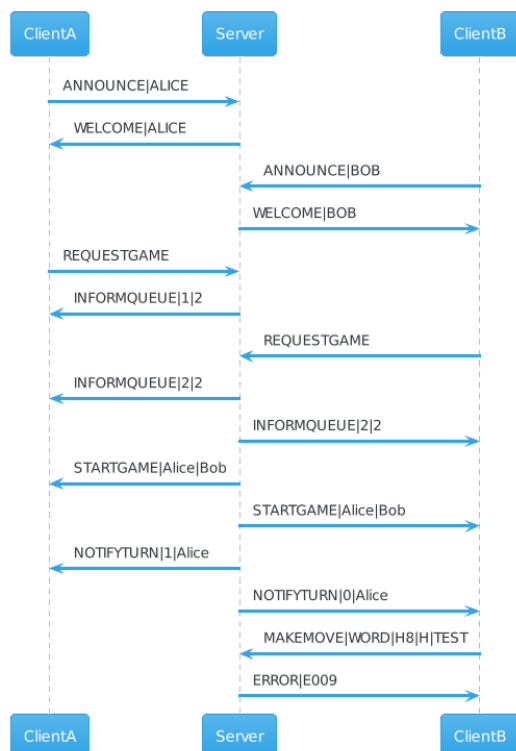 ClientA Server ClientB
ANNOUNCE|ALICE
WELCOME|ALICE
ANNOUNCE|BOB
WELCOME|BOB
REQUESTGAME
INFORMQUEUE|1|2
REQUESTGAME
INFORMQUEUE|2|2
INFORMQUEUE|2|2
STARTGAME|Alice|Bob
STARTGAME|Alice|Bob
NOTIFYTURN|1|Alice
NOTIFYTURN|0|Alice
MAKEMOVE|WORD|H8|H|TEST
ERROR|E009
ClientA Server ClientB